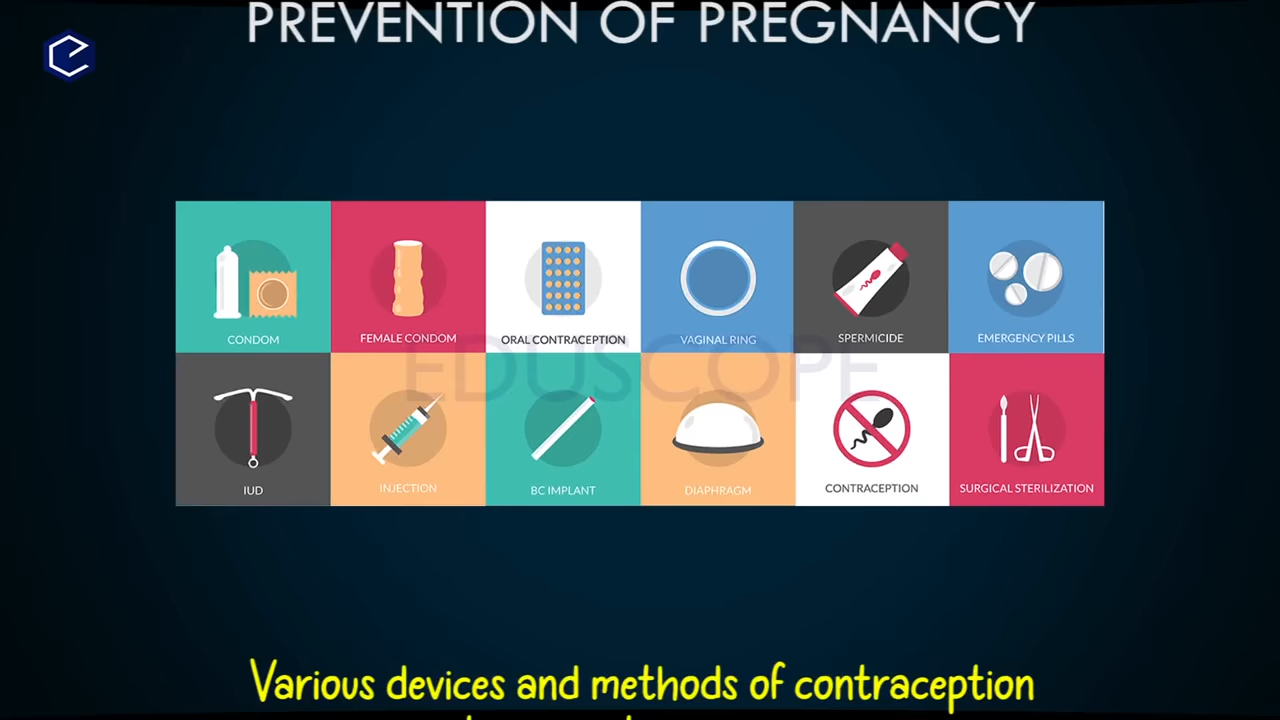 PREVENTION OF PREGNANCY
CONDOM
FEMALE CONDOM
ORAL CONTRACEPTION
VAGINAL RING
SPERMICIDE
EMERGENCY PILLS
EDUSCOPE
IUD
INJECTION
BC IMPLANT
DIAPHRAGM
CONTRACEPTION
SURGICAL STERILIZATION
Various devices and methods of contraception